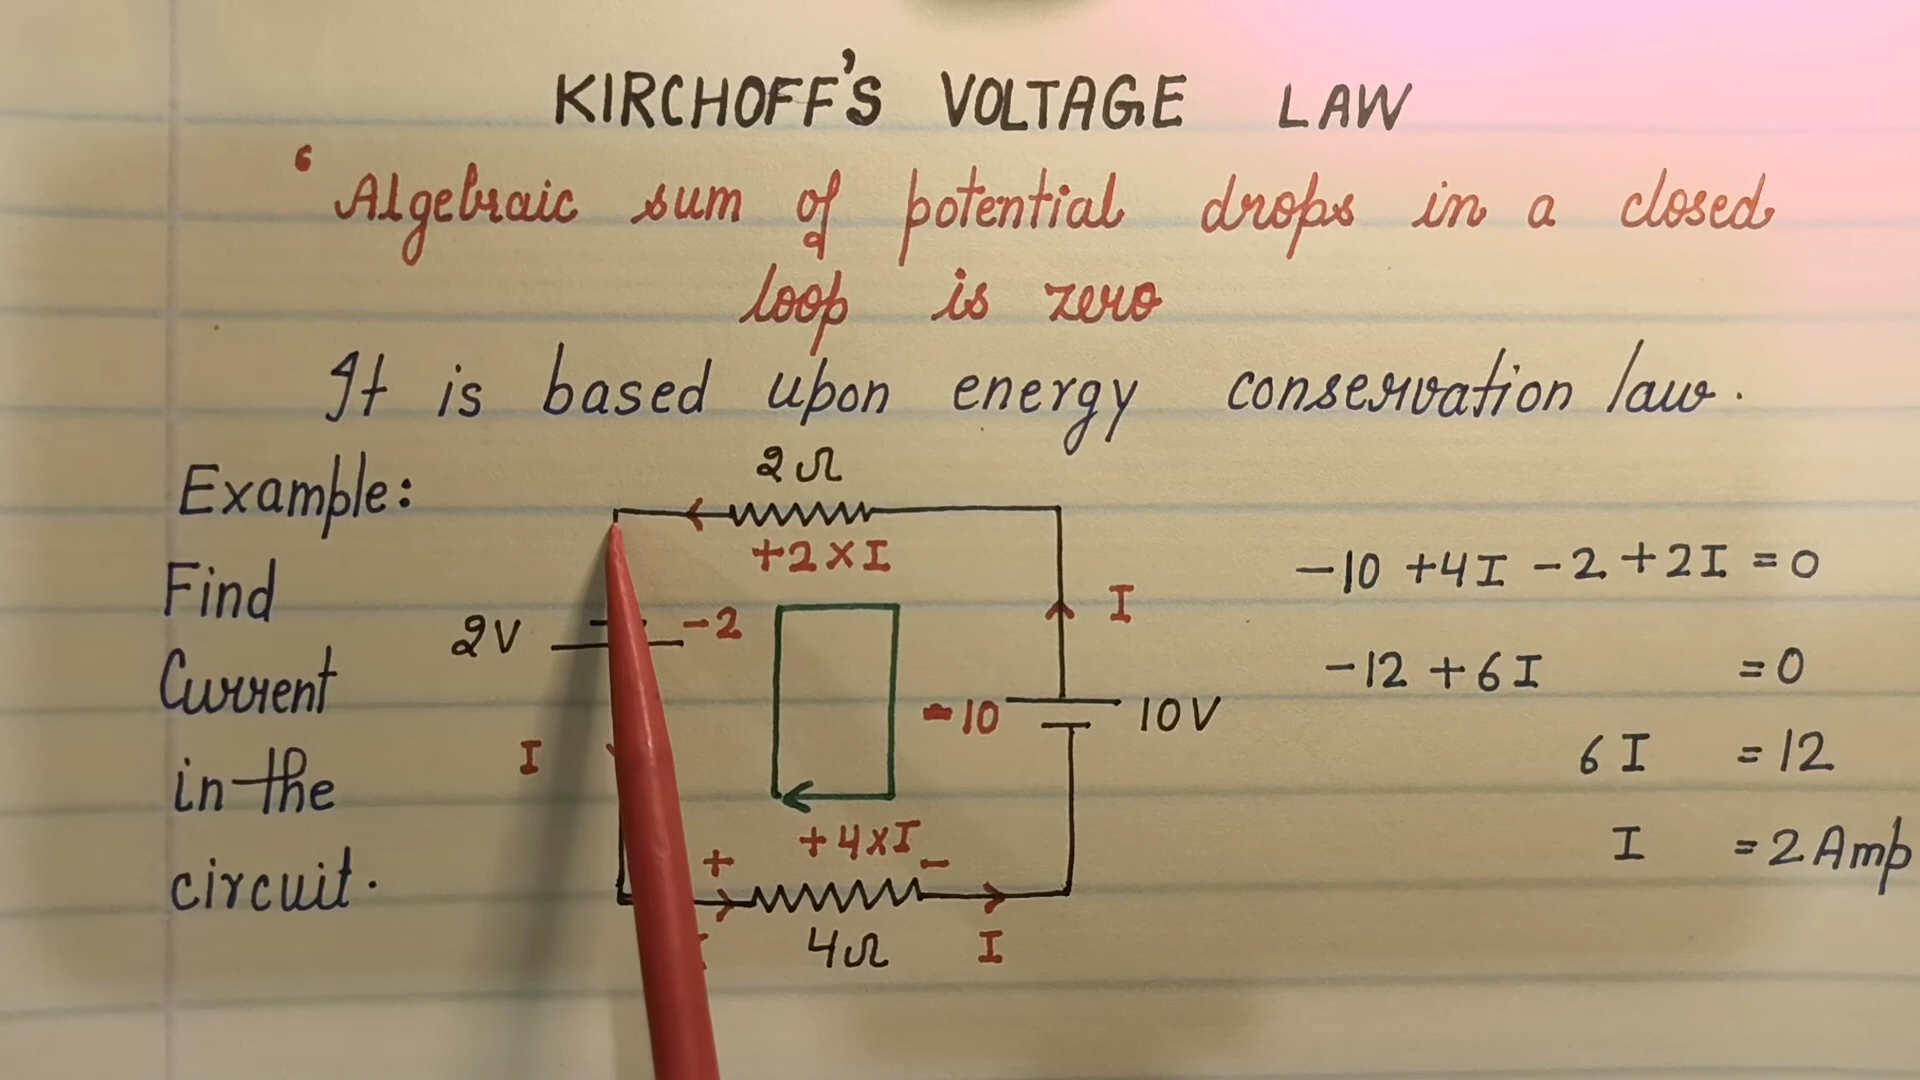 KIRCHOFF'S VOLTAGE LAW
‘Algebraic sum of potential drops in a closed
loop is zero
It is based upon energy conservation law.
Example:
Find
Current
in the
circuit.
2Ω
+2×I
I
2V
-2
-10
10V
I
+4×I
+
-
4Ω
I
-10 +4I -2 +2I = 0
-12 + 6I = 0
6I = 12
I = 2 Amp